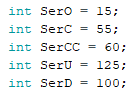 int SerO = 15;
int SerC = 55;
int SerCC = 60;
int SerU = 125;
int SerD = 100;